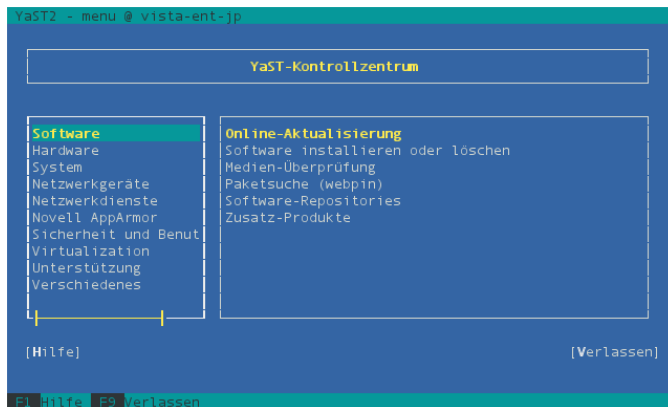 YaST2 - menu @ vista-ent-jp
YaST-Kontrollzentrum
Software
Hardware
System
Netzwerkgeräte
Netzwerkdienste
Novell AppArmor
Sicherheit und Benut
Virtualization
Unterstützung
Verschiedenes
Online-Aktualisierung
Software installieren oder löschen
Medien-Überprüfung
Paketsuche (webpin)
Software-Repositories
Zusatz-Produkte
[Hilfe]
[Verlassen]
F1 Hilfe F9 Verlassen